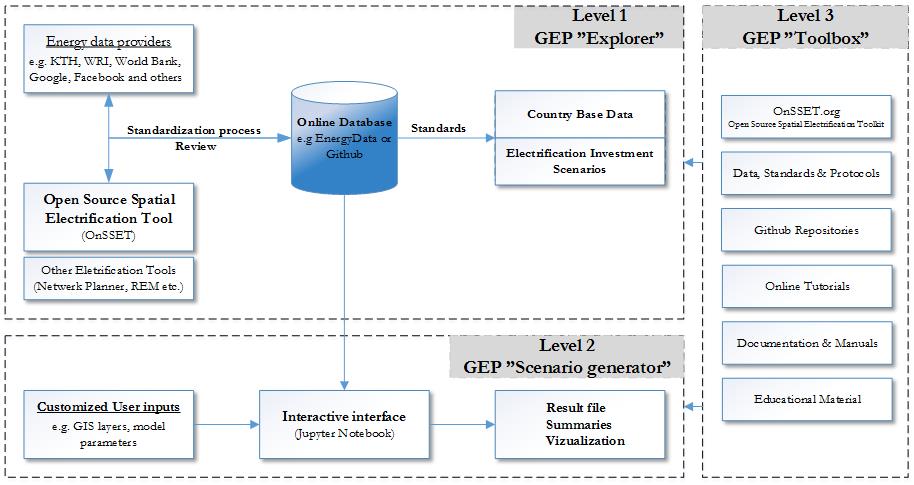 Level 1
GEP "Explorer"
Energy data providers
e.g. KTH, WRI, World Bank,
Google, Facebook and others
Standardization process
Review
Online Database
e.g EnergyData or
Github
Standards
Country Base Data
Electrification Investment
Scenarios
Open Source Spatial
Electrification Tool
(OnSSET)
Other Eletrification Tools
(Netwerk Planner, REM etc.)
Level 2
GEP "Scenario generator"
Customized User inputs
e.g. GIS layers, model
parameters
Interactive interface
(Jupyter Notebook)
Result file
Summaries
Vizualization
Level 3
GEP "Toolbox"
OnSSET.org
Open Source Spatial Electrification Toolkit
Data, Standards & Protocols
Github Repositories
Online Tutorials
Documentation & Manuals
Educational Material